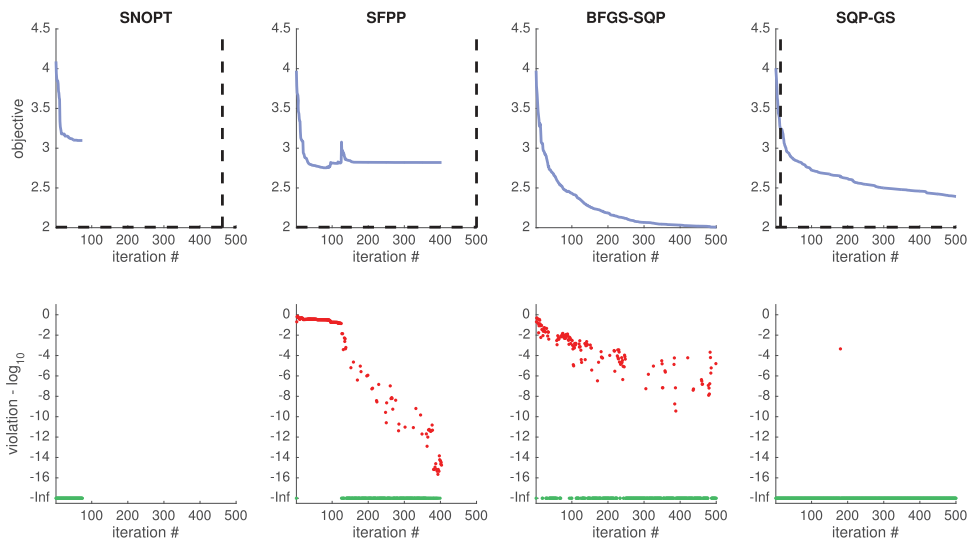 SNOPT SFPP BFGS-SQP SQP-GS
4.5 4.5 4.5 4.5
4 4 4 4
3.5 3.5 3.5 3.5
objective
3 3 3 3
2.5 2.5 2.5 2.5
2 2 2 2
100 200 300 400 500 100 200 300 400 500 100 200 300 400 500 100 200 300 400 500
iteration # iteration # iteration # iteration #
0 0 0 0
-2 -2 -2 -2
-4 -4 -4 -4
-6 -6 -6 -6
violation - log10
-8 -8 -8 -8
-10 -10 -10 -10
-12 -12 -12 -12
-14 -14 -14 -14
-16 -16 -16 -16
-Inf -Inf -Inf -Inf
100 200 300 400 500 100 200 300 400 500 100 200 300 400 500 100 200 300 400 500
iteration # iteration # iteration # iteration #